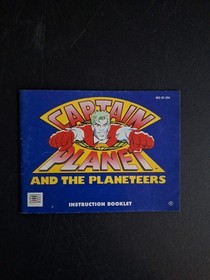 CAPTAIN
PLANET
AND THE PLANETEERS
INSTRUCTION BOOKLET